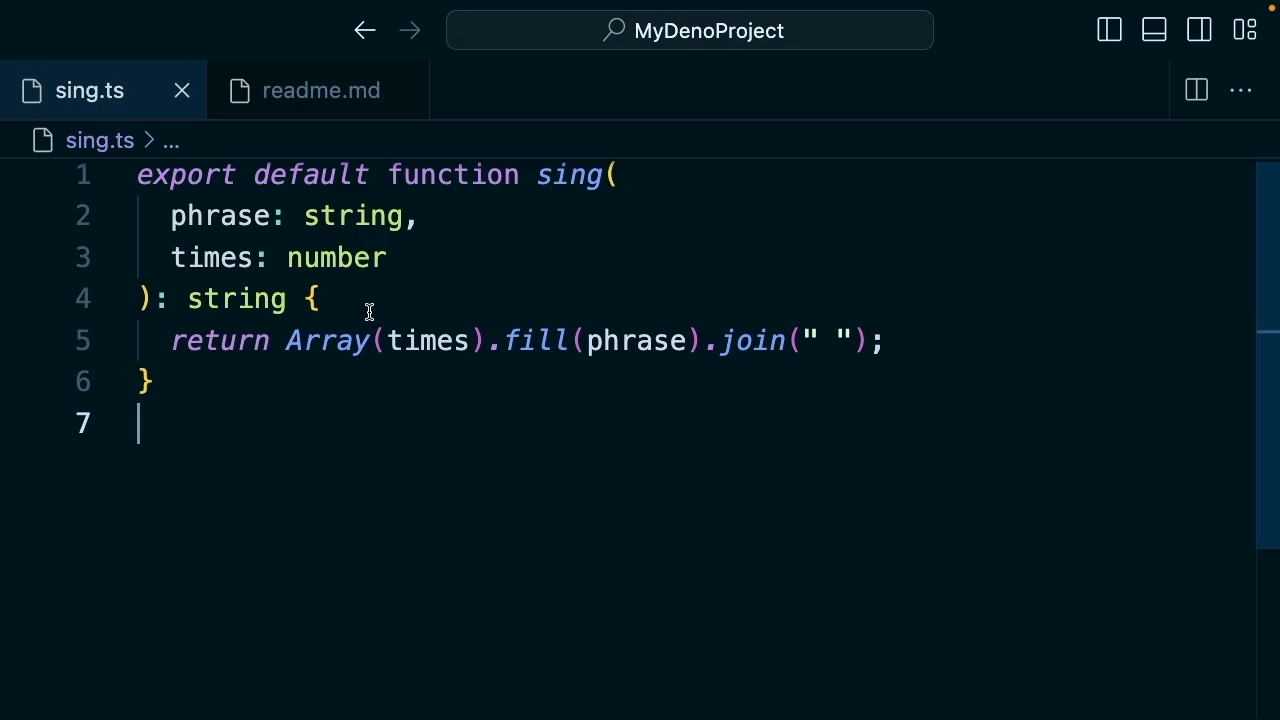 MyDenoProject
sing.ts
readme.md
sing.ts > ...
1 export default function sing(
2 phrase: string,
3 times: number
4 ): string {
5 return Array(times).fill(phrase).join(" ");
6 }
7